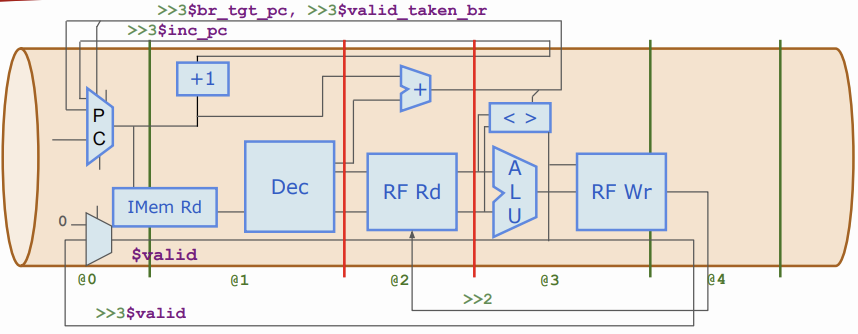 >>3$br_tgt_pc, >>3$valid_taken_br
>>3$inc_pc
+1
P
C
+
< >
Dec
RF Rd
A
L
U
RF Wr
IMem Rd
0
$valid
@0
@1
@2
@3
@4
>>2
>>3$valid